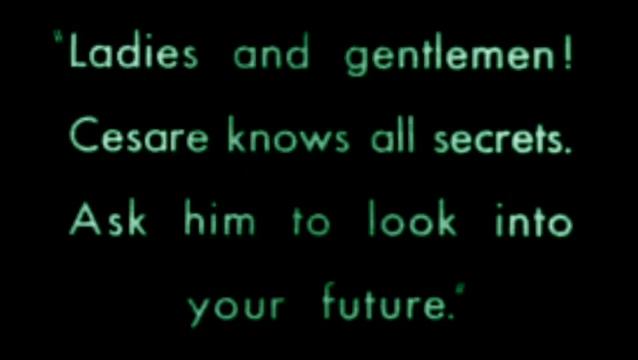 "Ladies and gentlemen!
Cesare knows all secrets.
Ask him to look into
your future."